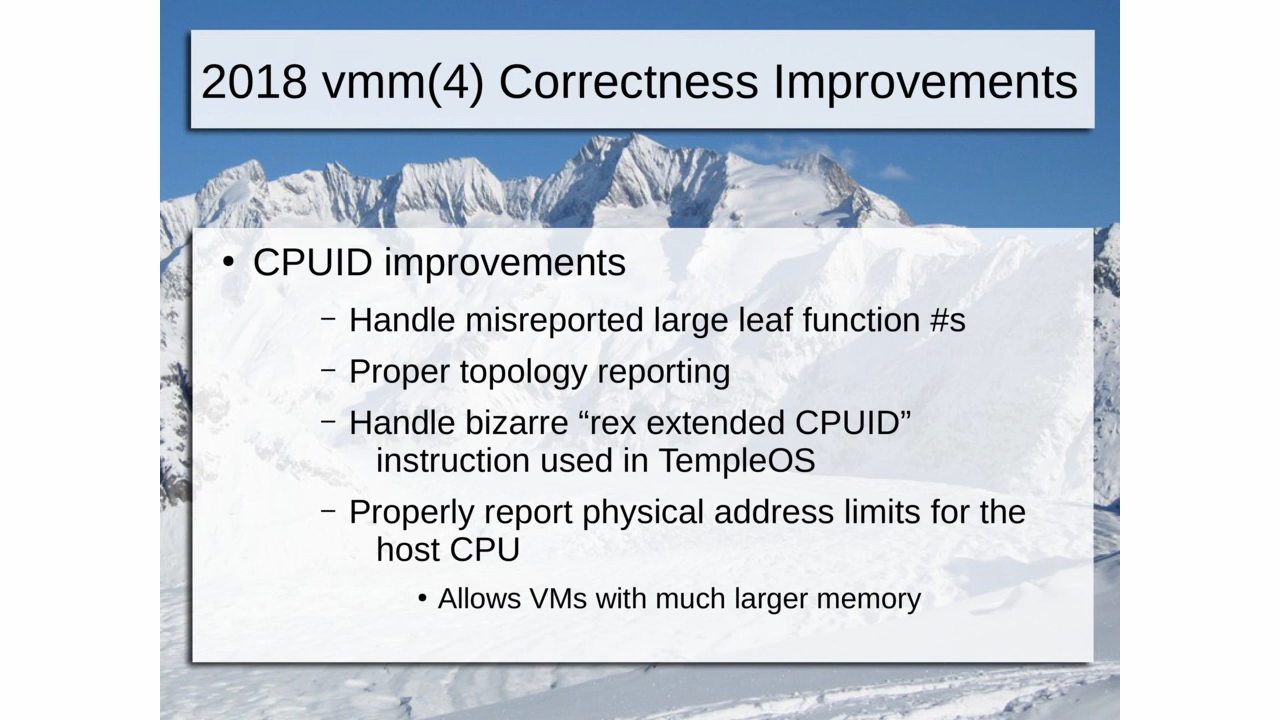 2018 vmm(4) Correctness Improvements
• CPUID improvements
– Handle misreported large leaf function #s
– Proper topology reporting
– Handle bizarre “rex extended CPUID”
instruction used in TempleOS
– Properly report physical address limits for the
host CPU
• Allows VMs with much larger memory